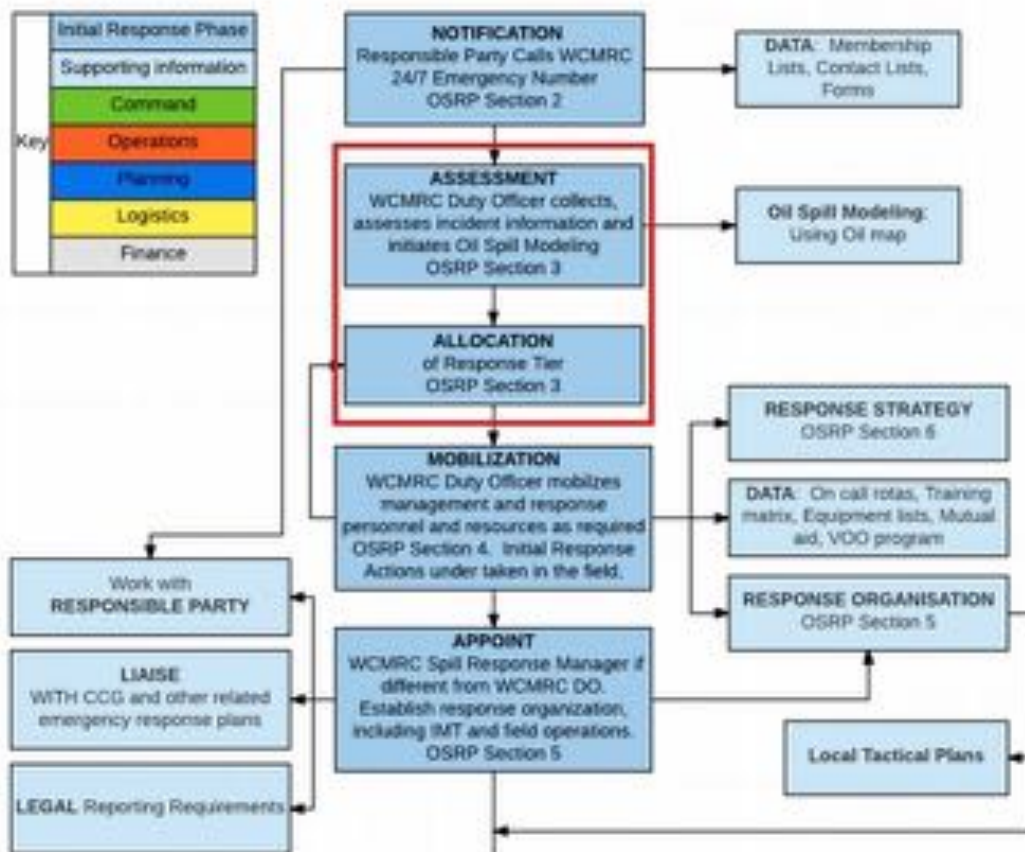 Key
Initial Response Phase
Supporting information
Command
Operations
Planning
Logistics
Finance
NOTIFICATION
Responsible Party Calls WCMRC
24/7 Emergency Number
OSRP Section 2
DATA: Membership
Lists, Contact Lists,
Forms
ASSESSMENT
WCMRC Duty Officer collects,
assesses incident information and
initiates Oil Spill Modeling
OSRP Section 3
Oil Spill Modeling:
Using Oil map
ALLOCATION
of Response Tier
OSRP Section 3
MOBILIZATION
WCMRC Duty Officer mobilzes
management and response
personnel and resources as required
OSRP Section 4. Initial Response
Actions under taken in the field.
RESPONSE STRATEGY
OSRP Section 6
DATA: On call rotas, Training
matrix, Equipment lists, Mutual
aid, VOO program
RESPONSE ORGANISATION
OSRP Section 5
Work with
RESPONSIBLE PARTY
LIAISE
WITH CCG and other related
emergency response plans
LEGAL Reporting Requirements
APPOINT
WCMRC Spill Response Manager if
different from WCMRC DO.
Establish response organization,
including IMT and field operations.
OSRP Section 5
Local Tactical Plans